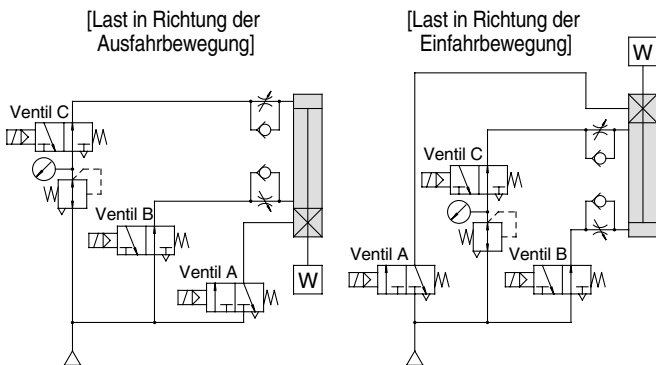 [Last in Richtung der
Ausfahrbewegung]
Ventil C
Ventil B
Ventil A
W
[Last in Richtung der
Einfahrbewegung]
W
Ventil C
Ventil A
Ventil B